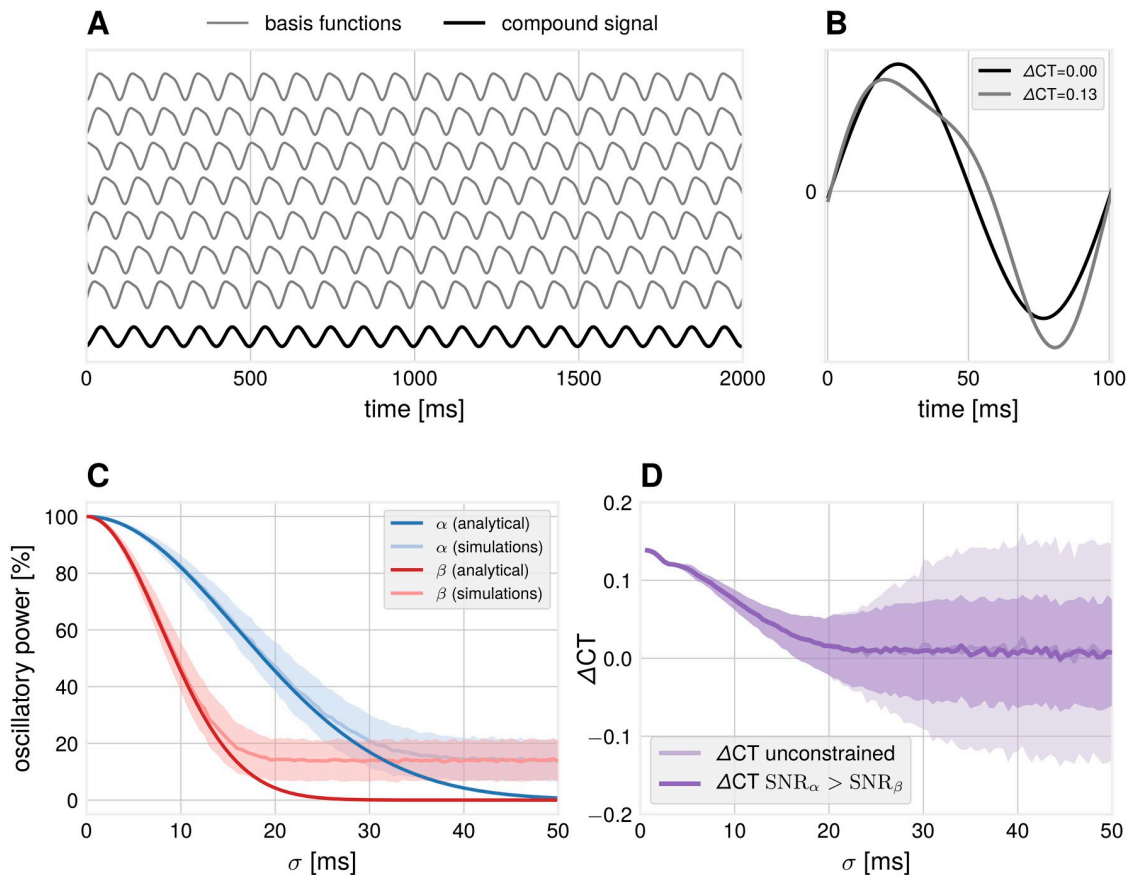 A
basis functions
compound signal
0
500
1000
1500
2000
time [ms]
B
ΔCT=0.00
ΔCT=0.13
0
0
50
100
time [ms]
C
α (analytical)
α (simulations)
β (analytical)
β (simulations)
100
80
60
40
20
0
oscillatory power [%]
0
10
20
30
40
50
σ [ms]
D
0.2
0.1
0.0
−0.1
−0.2
ΔCT
ΔCT unconstrained
ΔCT SNRα > SNRβ
0
10
20
30
40
50
σ [ms]